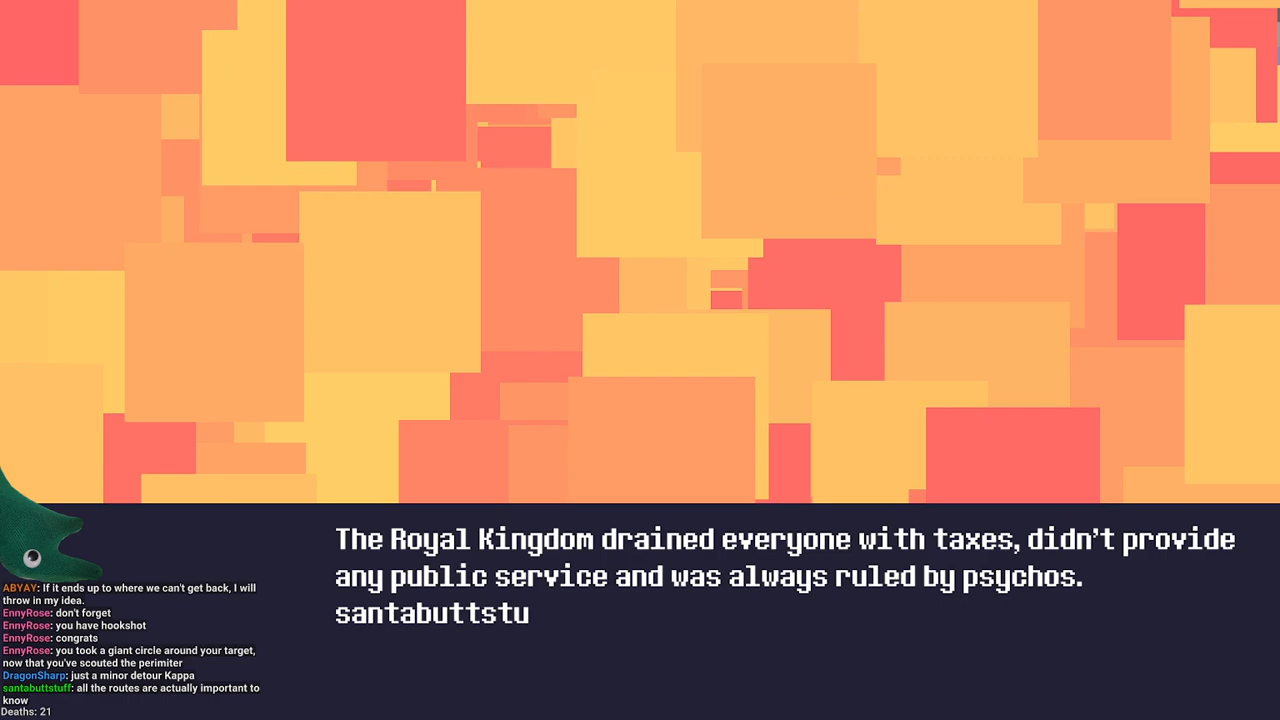 The Royal Kingdom drained everyone with taxes, didn't provide
any public service and was always ruled by psychos.
santabuttstu
ABYAY: If it ends up to where we can't get back, I will
throw in my idea.
EnnyRose: don't forget
EnnyRose: you have hookshot
EnnyRose: congrats
EnnyRose: you took a giant circle around your target,
now that you've scouted the perimiter
DragonSharp: just a minor detour Kappa
santabuttstuff: all the routes are actually important to
know
Deaths: 21